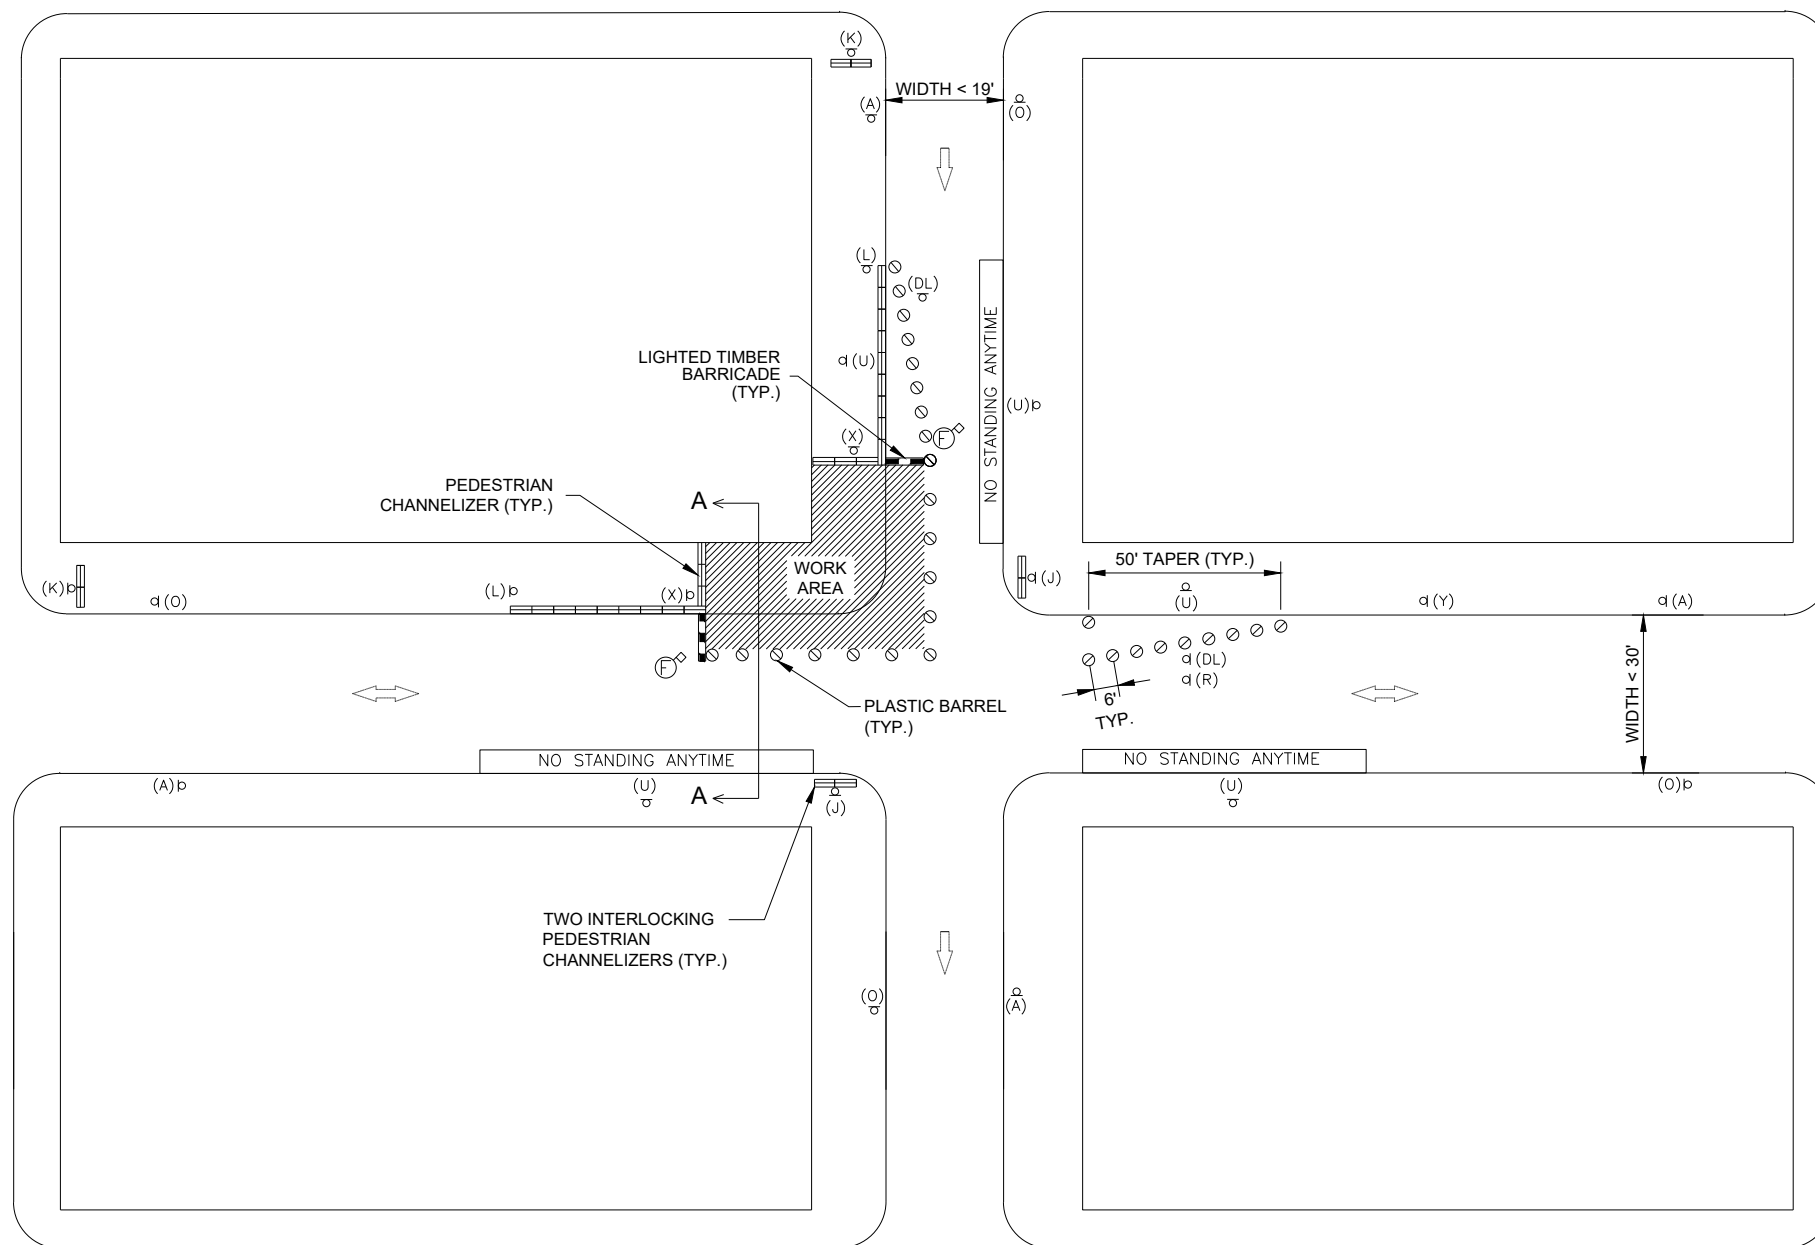 (K)
WIDTH < 19'
(A)
(O)
(L)
(DL)
NO STANDING ANYTIME
LIGHTED TIMBER
BARRICADE
(TYP.)
(U)
(U)
(X)
F
PEDESTRIAN
CHANNELIZER (TYP.)
A
WORK
AREA
50' TAPER (TYP.)
(K)
(O)
(L)
(X)
(J)
(U)
(Y)
(A)
F
(DL)
(R)
6'
TYP.
WIDTH < 30'
PLASTIC BARREL
(TYP.)
NO STANDING ANYTIME
NO STANDING ANYTIME
(A)
(U)
A
(J)
(U)
(O)
TWO INTERLOCKING
PEDESTRIAN
CHANNELIZERS (TYP.)
(O)
(A)